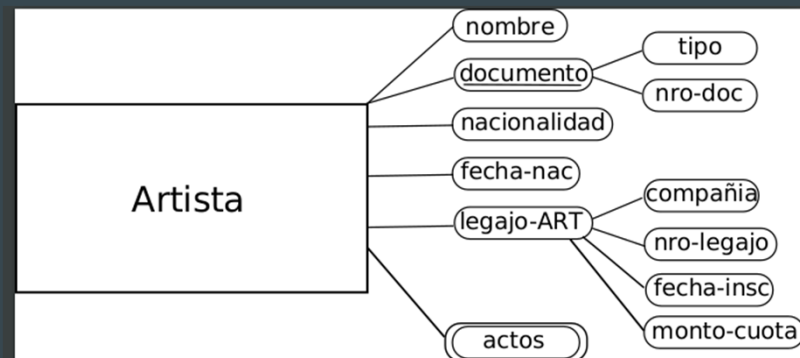 nombre
documento
tipo
nro-doc
nacionalidad
fecha-nac
Artista
legajo-ART
compañia
nro-legajo
fecha-insc
monto-cuota
actos